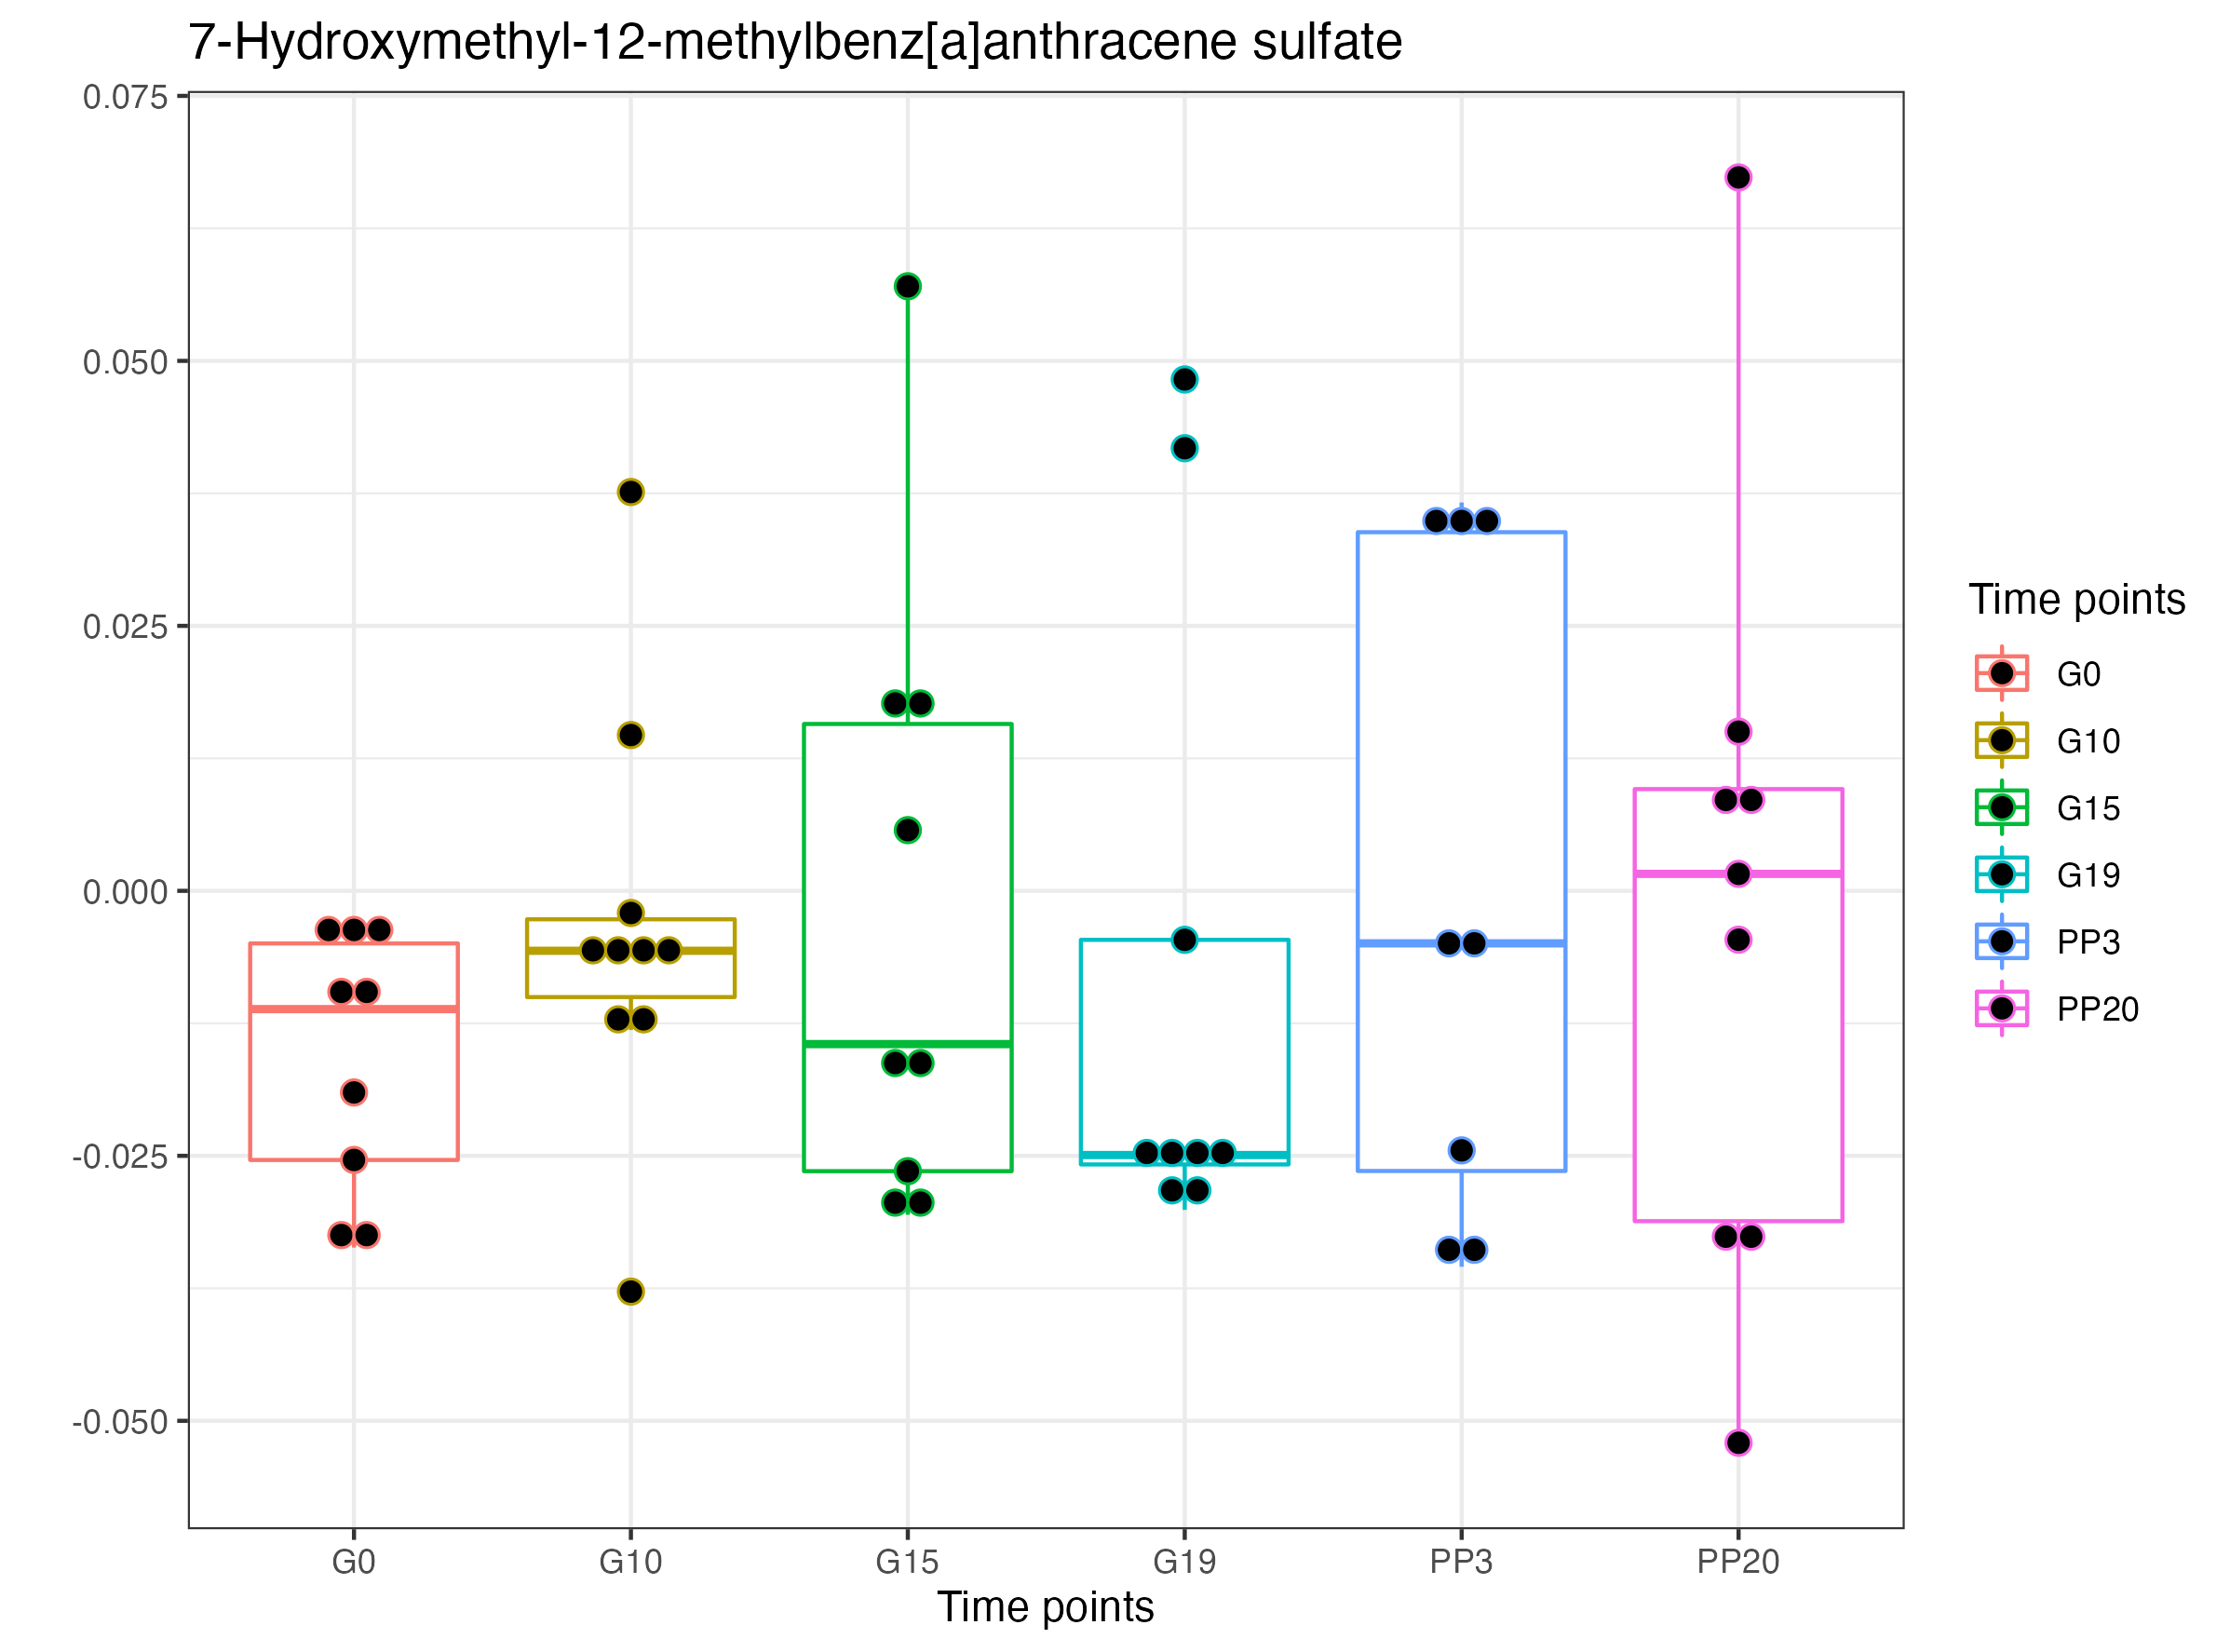 7-Hydroxymethyl-12-methylbenz[a]anthracene sulfate
0.075
0.050
0.025
0.000
-0.025
-0.050
G0 G10 G15 G19 PP3 PP20
Time points
Time points
G0
G10
G15
G19
PP3
PP20